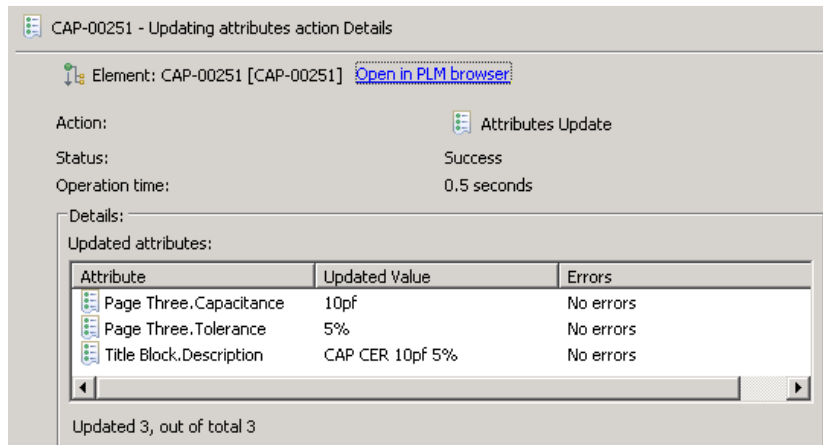 CAP-00251 - Updating attributes action Details
Element: CAP-00251 [CAP-00251] Open in PLM browser
Action: Attributes Update
Status: Success
Operation time: 0.5 seconds
Details:
Updated attributes:
Attribute Updated Value Errors
Page Three.Capacitance 10pf No errors
Page Three.Tolerance 5% No errors
Title Block.Description CAP CER 10pf 5% No errors
Updated 3, out of total 3